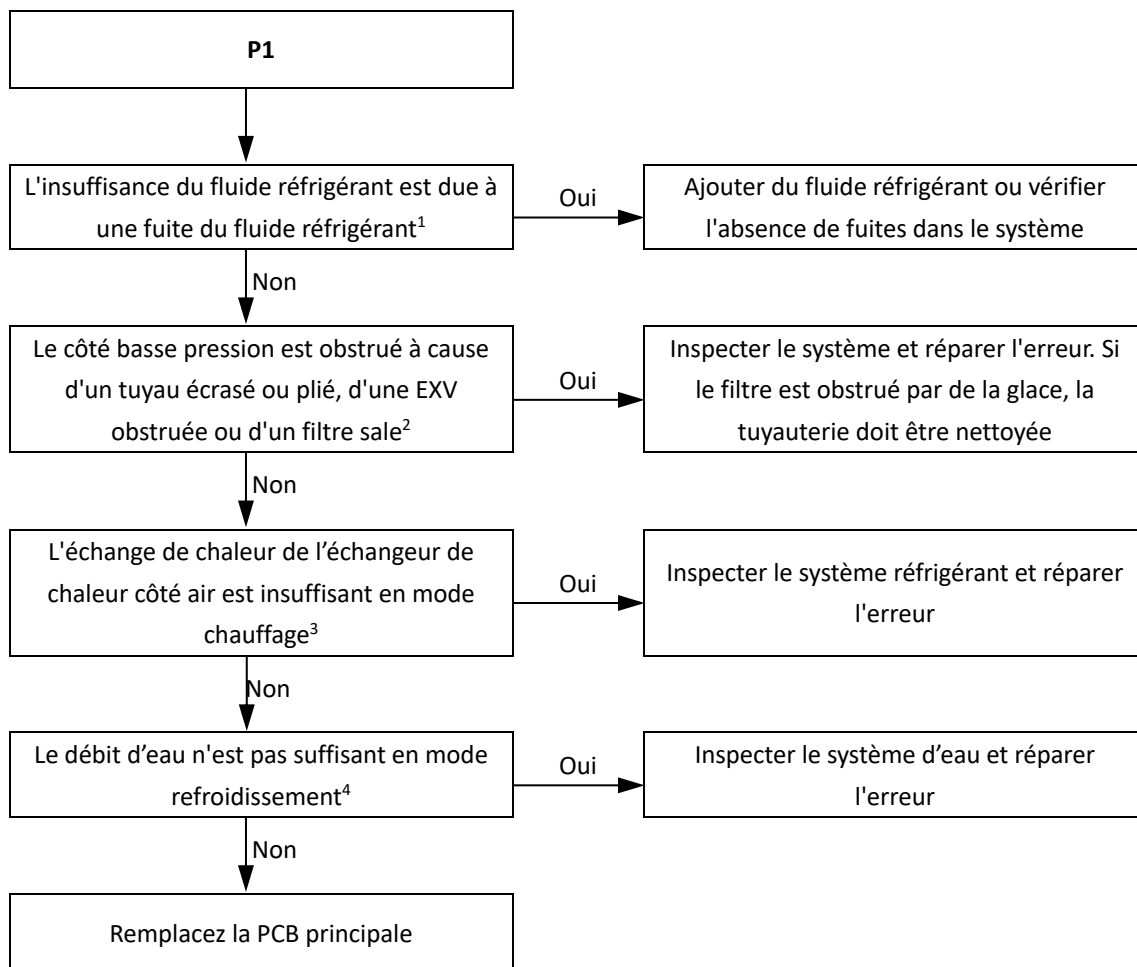 P1
L'insuffisance du fluide réfrigérant est due à
une fuite du fluide réfrigérant1
Oui
Ajouter du fluide réfrigérant ou vérifier
l'absence de fuites dans le système
Non
Le côté basse pression est obstrué à cause
d'un tuyau écrasé ou plié, d'une EXV
obstruée ou d'un filtre sale2
Oui
Inspecter le système et réparer l'erreur. Si
le filtre est obstrué par de la glace, la
tuyauterie doit être nettoyée
Non
L'échange de chaleur de l’échangeur de
chaleur côté air est insuffisant en mode
chauffage3
Oui
Inspecter le système réfrigérant et réparer
l'erreur
Non
Le débit d’eau n'est pas suffisant en mode
refroidissement4
Oui
Inspecter le système d’eau et réparer
l'erreur
Non
Remplacez la PCB principale